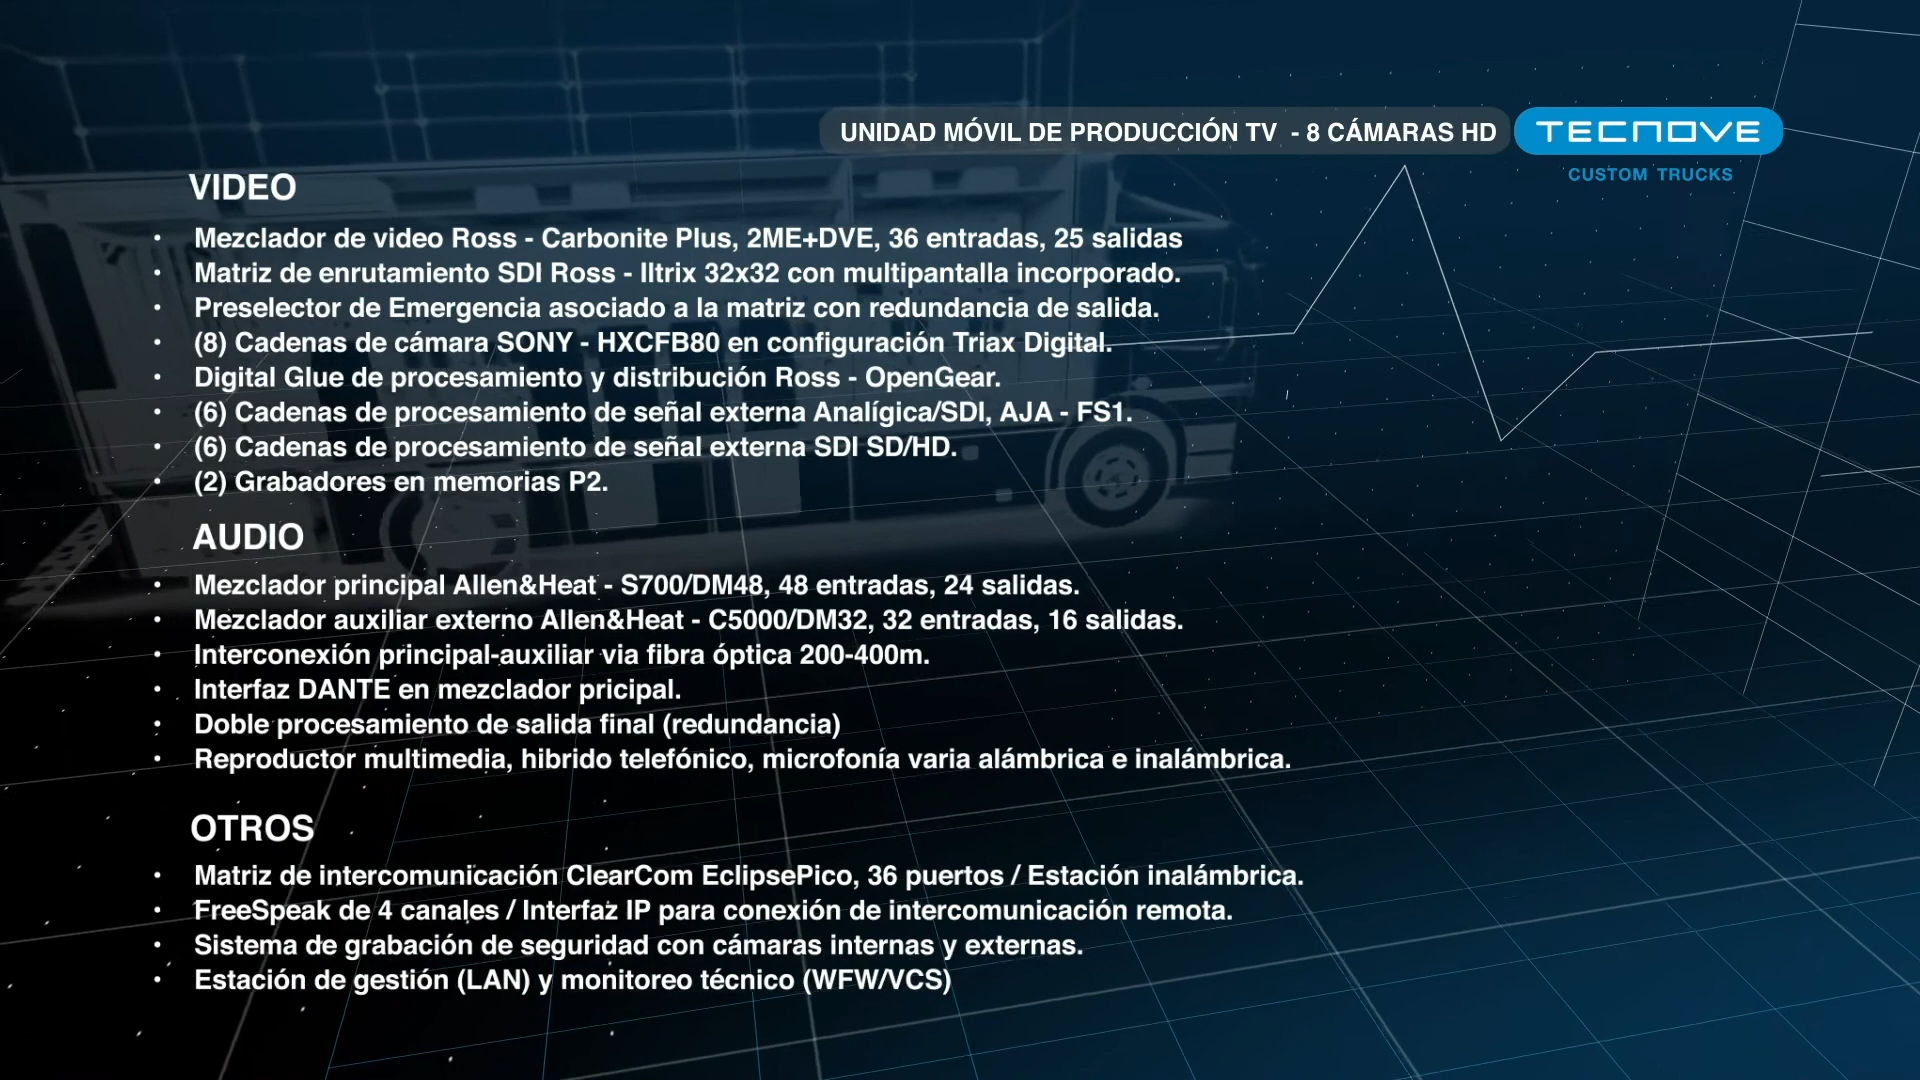 UNIDAD MÓVIL DE PRODUCCIÓN TV - 8 CÁMARAS HD
TECNOVE
CUSTOM TRUCKS
VIDEO
• Mezclador de video Ross - Carbonite Plus, 2ME+DVE, 36 entradas, 25 salidas
• Matriz de enrutamiento SDI Ross - Iltrix 32x32 con multipantalla incorporado.
• Preselector de Emergencia asociado a la matriz con redundancia de salida.
• (8) Cadenas de cámara SONY - HXCFB80 en configuración Triax Digital.
• Digital Glue de procesamiento y distribución Ross - OpenGear.
• (6) Cadenas de procesamiento de señal externa Analígica/SDI, AJA - FS1.
• (6) Cadenas de procesamiento de señal externa SDI SD/HD.
• (2) Grabadores en memorias P2.
AUDIO
• Mezclador principal Allen&Heat - S700/DM48, 48 entradas, 24 salidas.
• Mezclador auxiliar externo Allen&Heat - C5000/DM32, 32 entradas, 16 salidas.
• Interconexión principal-auxiliar via fibra óptica 200-400m.
• Interfaz DANTE en mezclador pricipal.
• Doble procesamiento de salida final (redundancia)
• Reproductor multimedia, hibrido telefónico, microfonía varia alámbrica e inalámbrica.
OTROS
• Matriz de intercomunicación ClearCom EclipsePico, 36 puertos / Estación inalámbrica.
• FreeSpeak de 4 canales / Interfaz IP para conexión de intercomunicación remota.
• Sistema de grabación de seguridad con cámaras internas y externas.
• Estación de gestión (LAN) y monitoreo técnico (WFW/VCS)